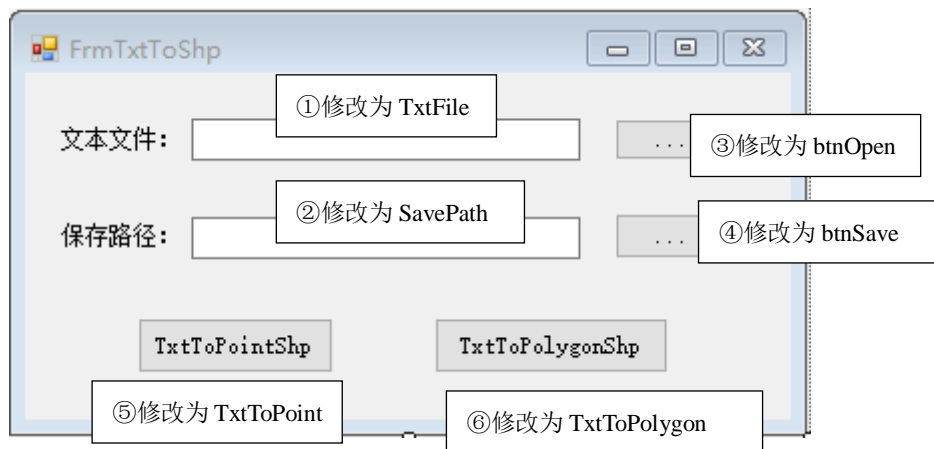 FrmTxtToShp
①修改为 TxtFile
文本文件：
...
③修改为 btnOpen
②修改为 SavePath
保存路径：
...
④修改为 btnSave
TxtToPointShp
TxtToPolygonShp
⑤修改为 TxtToPoint
⑥修改为 TxtToPolygon